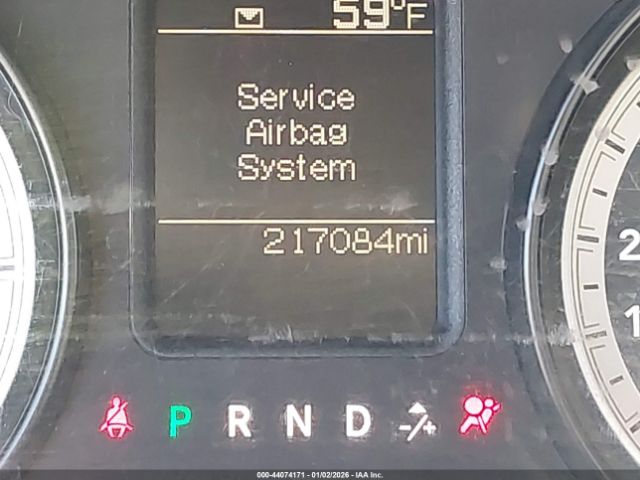 59°F
Service
Airbag
System
217084mi
2
1
P R N D -/+
000-44074171 - 01/02/2026 - IAA Inc.